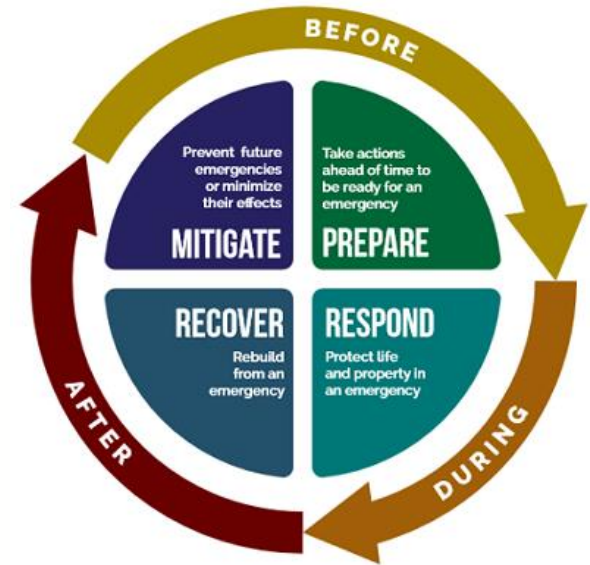 BEFORE
Prevent future
emergencies
or minimize
their effects
MITIGATE
Take actions
ahead of time to
be ready for an
emergency
PREPARE
RECOVER
Rebuild
from an
emergency
RESPOND
Protect life
and property in
an emergency
AFTER
DURING